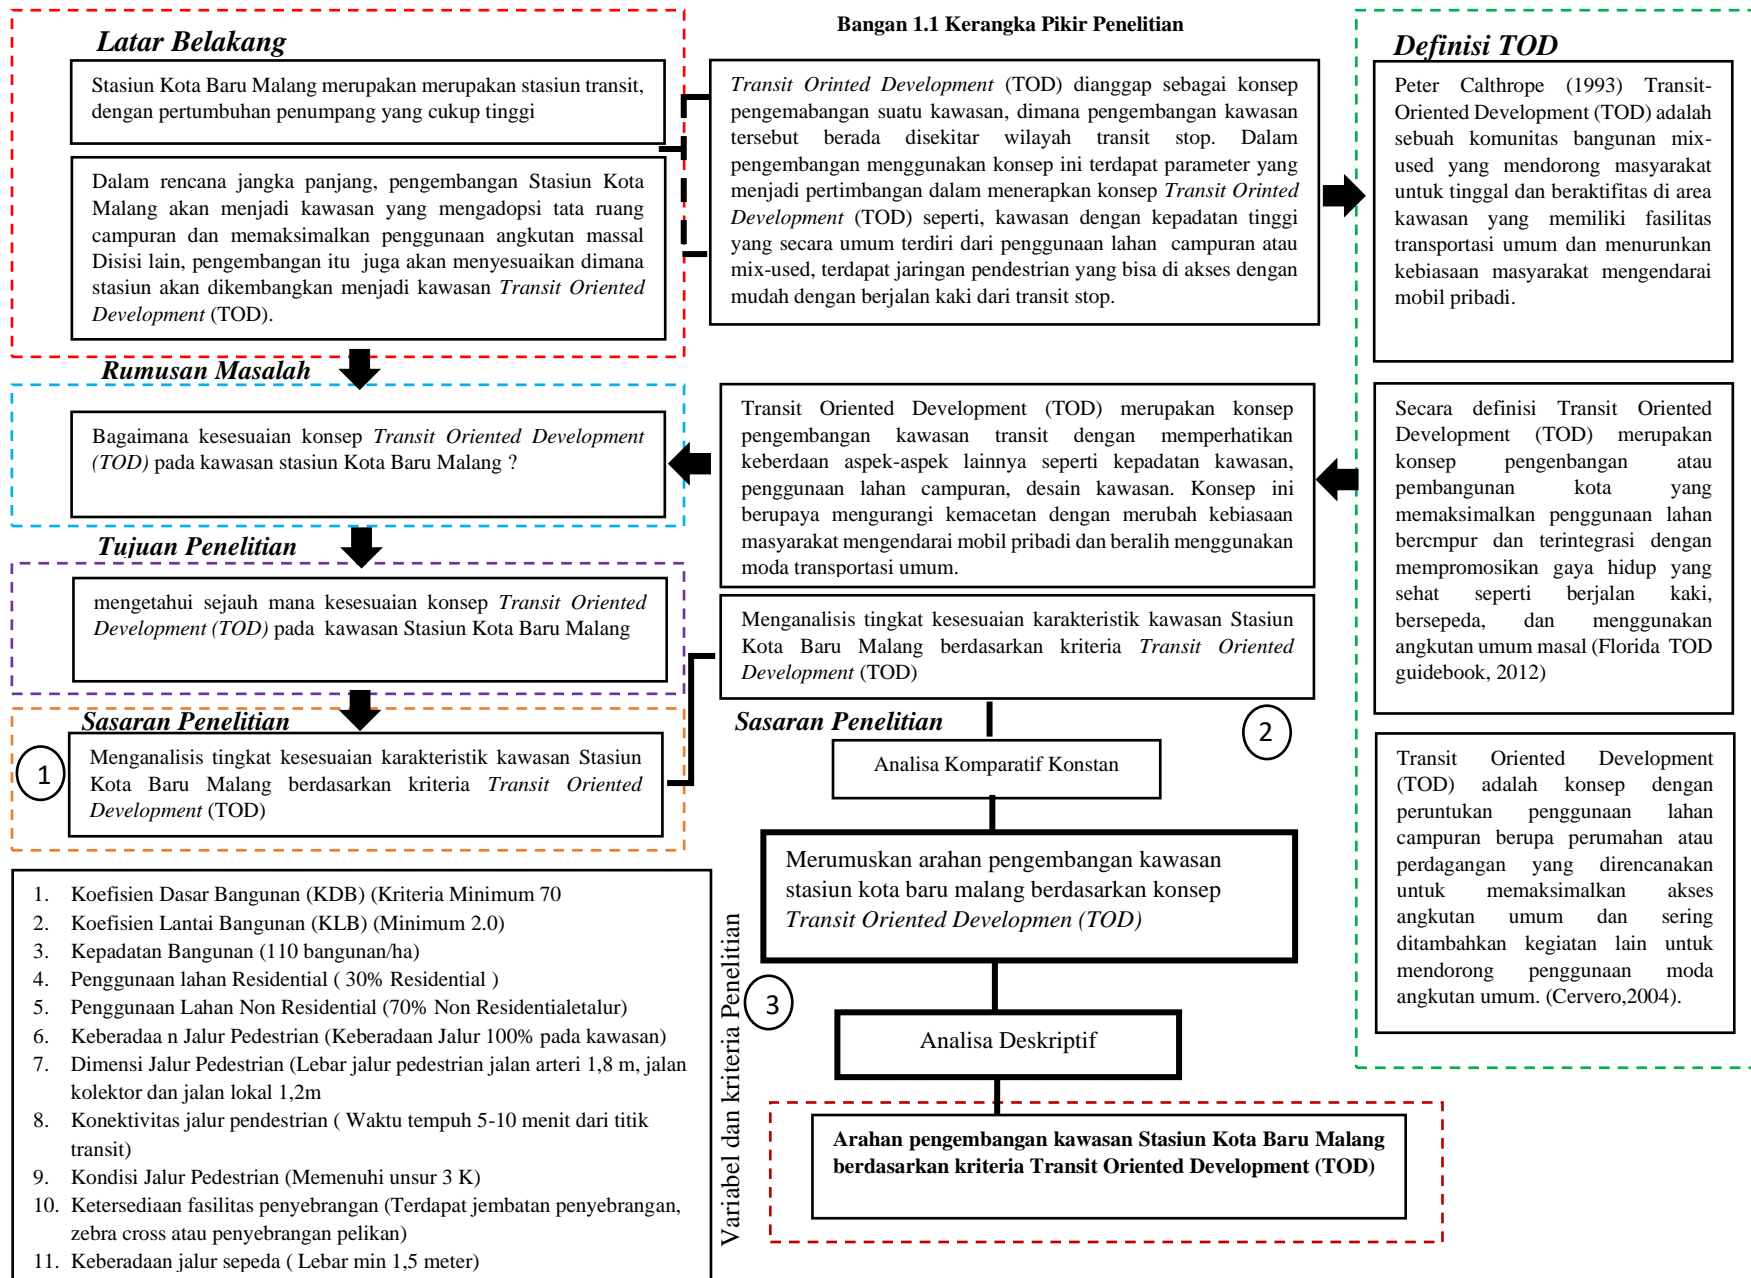 Bangan 1.1 Kerangka Pikir Penelitian
Latar Belakang
Stasiun Kota Baru Malang merupakan merupakan stasiun transit,
dengan pertumbuhan penumpang yang cukup tinggi
Dalam rencana jangka panjang, pengembangan Stasiun Kota
Malang akan menjadi kawasan yang mengadopsi tata ruang
campuran dan memaksimalkan penggunaan angkutan massal
Disisi lain, pengembangan itu juga akan menyesuaikan dimana
stasiun akan dikembangkan menjadi kawasan Transit Oriented
Development (TOD).
Transit Orinted Development (TOD) dianggap sebagai konsep
pengemabangan suatu kawasan, dimana pengembangan kawasan
tersebut berada disekitar wilayah transit stop. Dalam
pengembangan menggunakan konsep ini terdapat parameter yang
menjadi pertimbangan dalam menerapkan konsep Transit Orinted
Development (TOD) seperti, kawasan dengan kepadatan tinggi
yang secara umum terdiri dari penggunaan lahan campuran atau
mix-used, terdapat jaringan pendestrian yang bisa di akses dengan
mudah dengan berjalan kaki dari transit stop.
Definisi TOD
Peter Calthrope (1993) Transit-
Oriented Development (TOD) adalah
sebuah komunitas bangunan mix-
used yang mendorong masyarakat
untuk tinggal dan beraktifitas di area
kawasan yang memiliki fasilitas
transportasi umum dan menurunkan
kebiasaan masyarakat mengendarai
mobil pribadi.
Secara definisi Transit Oriented
Development (TOD) merupakan
konsep pengenbangan atau
pembangunan kota yang
memaksimalkan penggunaan lahan
bercmpur dan terintegrasi dengan
mempromosikan gaya hidup yang
sehat seperti berjalan kaki,
bersepeda, dan menggunakan
angkutan umum masal (Florida TOD
guidebook, 2012)
Transit Oriented Development
(TOD) adalah konsep dengan
peruntukan penggunaan lahan
campuran berupa perumahan atau
perdagangan yang direncanakan
untuk memaksimalkan akses
angkutan umum dan sering
ditambahkan kegiatan lain untuk
mendorong penggunaan moda
angkutan umum. (Cervero,2004).
Transit Oriented Development (TOD) merupakan konsep
pengembangan kawasan transit dengan memperhatikan
keberdaan aspek-aspek lainnya seperti kepadatan kawasan,
penggunaan lahan campuran, desain kawasan. Konsep ini
berupaya mengurangi kemacetan dengan merubah kebiasaan
masyarakat mengendarai mobil pribadi dan beralih menggunakan
moda transportasi umum.
Rumusan Masalah
Bagaimana kesesuaian konsep Transit Oriented Development
(TOD) pada kawasan stasiun Kota Baru Malang ?
Tujuan Penelitian
mengetahui sejauh mana kesesuaian konsep Transit Oriented
Development (TOD) pada kawasan Stasiun Kota Baru Malang
Sasaran Penelitian
1
Menganalisis tingkat kesesuaian karakteristik kawasan Stasiun
Kota Baru Malang berdasarkan kriteria Transit Oriented
Development (TOD)
Menganalisis tingkat kesesuaian karakteristik kawasan Stasiun
Kota Baru Malang berdasarkan kriteria Transit Oriented
Development (TOD)
Sasaran Penelitian
2
Analisa Komparatif Konstan
Merumuskan arahan pengembangan kawasan
stasiun kota baru malang berdasarkan konsep
Transit Oriented Developmen (TOD)
3
Analisa Deskriptif
Arahan pengembangan kawasan Stasiun Kota Baru Malang
berdasarkan kriteria Transit Oriented Development (TOD)
Variabel dan kriteria Penelitian
1. Koefisien Dasar Bangunan (KDB) (Kriteria Minimum 70
2. Koefisien Lantai Bangunan (KLB) (Minimum 2.0)
3. Kepadatan Bangunan (110 bangunan/ha)
4. Penggunaan lahan Residential ( 30% Residential )
5. Penggunaan Lahan Non Residential (70% Non Residentialetalur)
6. Keberadaa n Jalur Pedestrian (Keberadaan Jalur 100% pada kawasan)
7. Dimensi Jalur Pedestrian (Lebar jalur pedestrian jalan arteri 1,8 m, jalan
kolektor dan jalan lokal 1,2m
8. Konektivitas jalur pendestrian ( Waktu tempuh 5-10 menit dari titik
transit)
9. Kondisi Jalur Pedestrian (Memenuhi unsur 3 K)
10. Ketersediaan fasilitas penyebrangan (Terdapat jembatan penyebrangan,
zebra cross atau penyebrangan pelikan)
11. Keberadaan jalur sepeda ( Lebar min 1,5 meter)